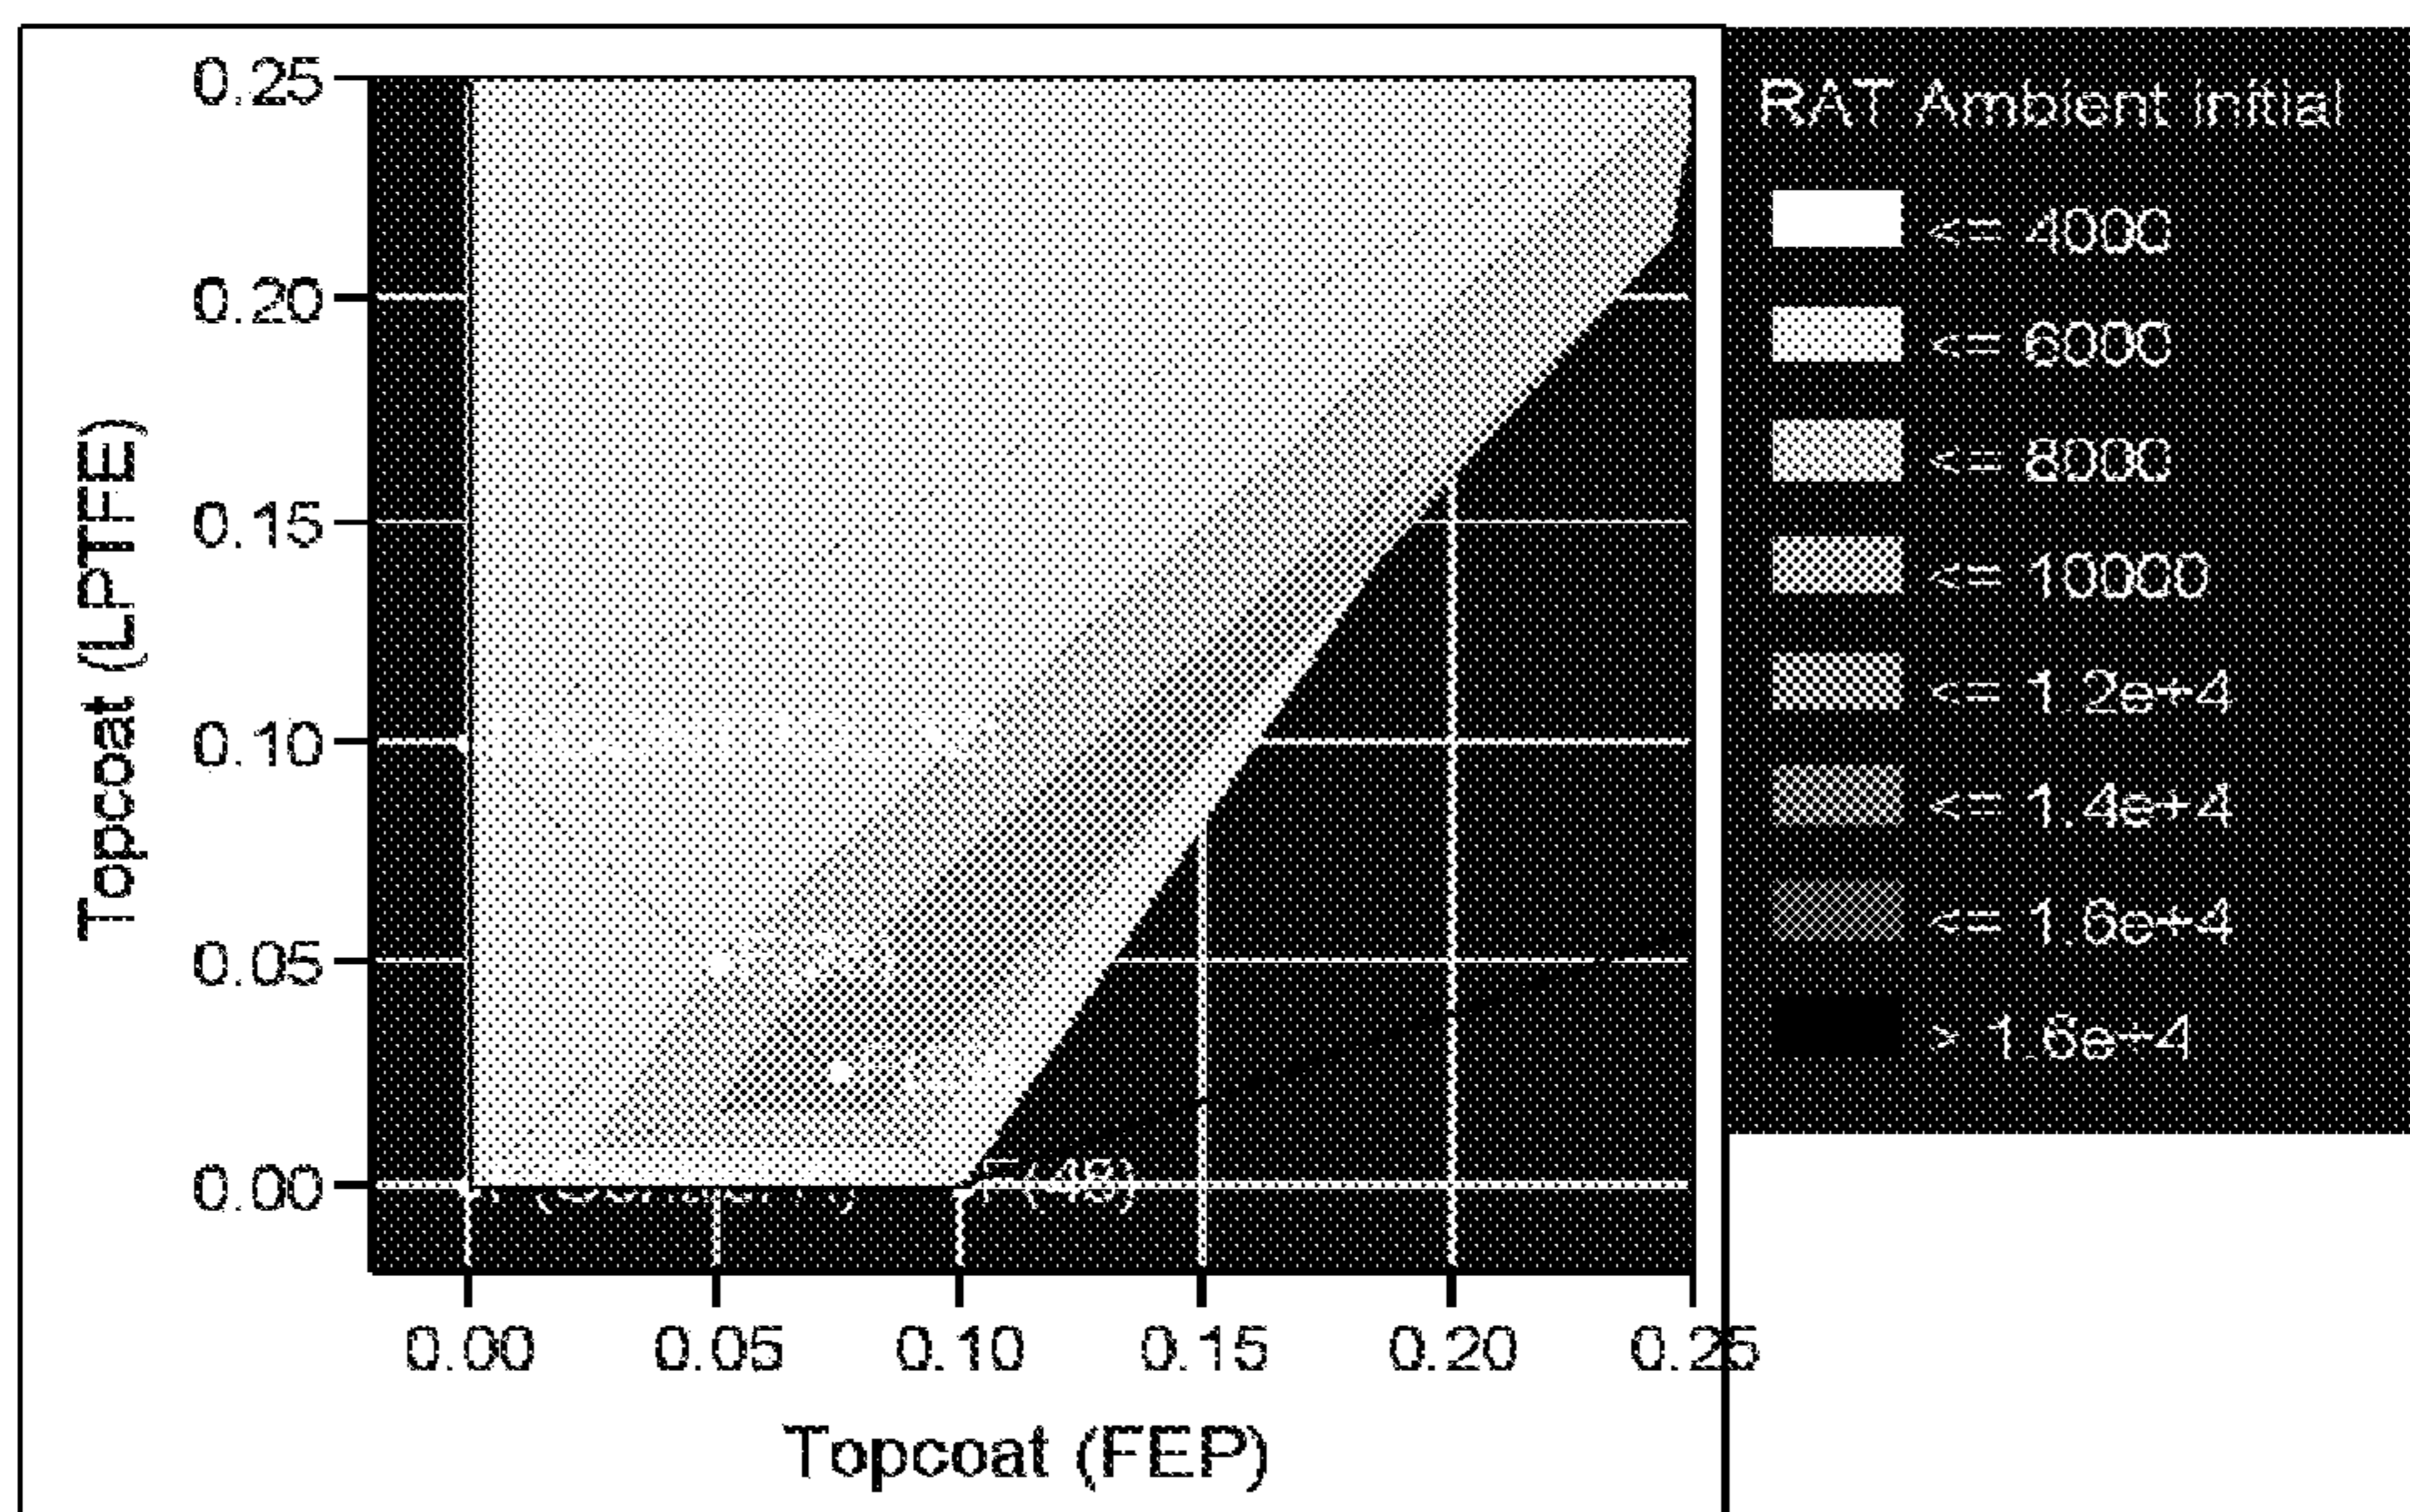 0.25
0.20
0.15
0.10
0.05
0.00
Topcoat (LPTFE)
F(48)
0.00 0.05 0.10 0.15 0.20 0.25
Topcoat (FEP)
RAT Ambient initial
<= 4000
<= 6000
<= 8000
<= 10000
<= 1.2e+4
<= 1.4e+4
<= 1.6e+4
> 1.6e+4